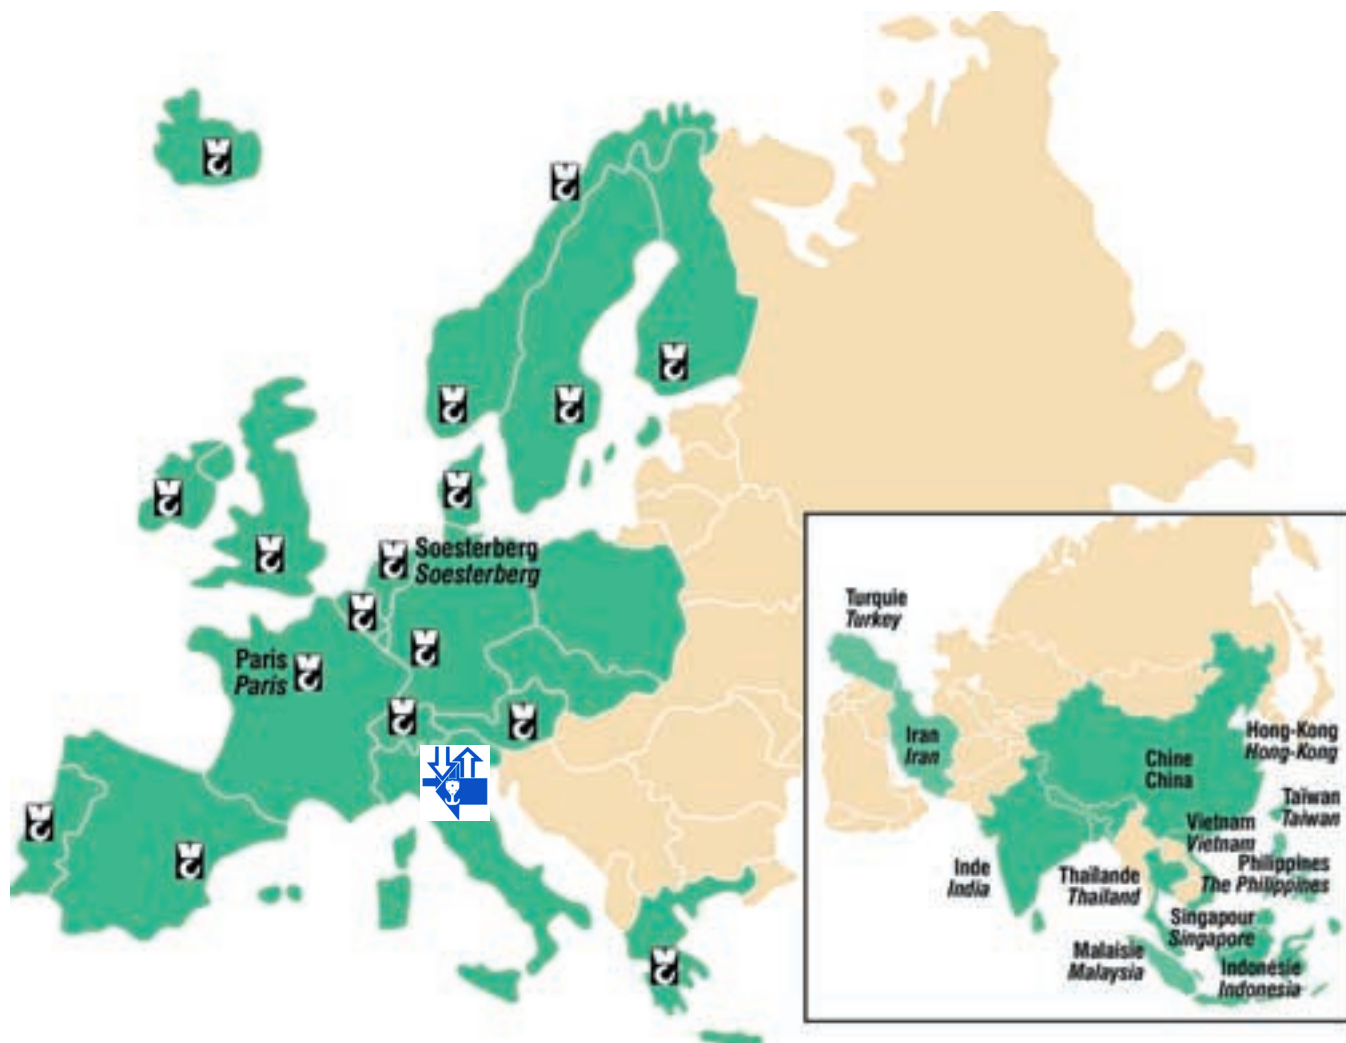 Soesterberg
Soesterberg
Paris
Paris
Turquie
Turkey
Iran
Iran
Chine
China
Hong-Kong
Hong-Kong
Taïwan
Taiwan
Vietnam
Vietnam
Philippines
The Philippines
Inde
India
Thaïlande
Thailand
Singapour
Singapore
Malaisie
Malaysia
Indonésie
Indonesia